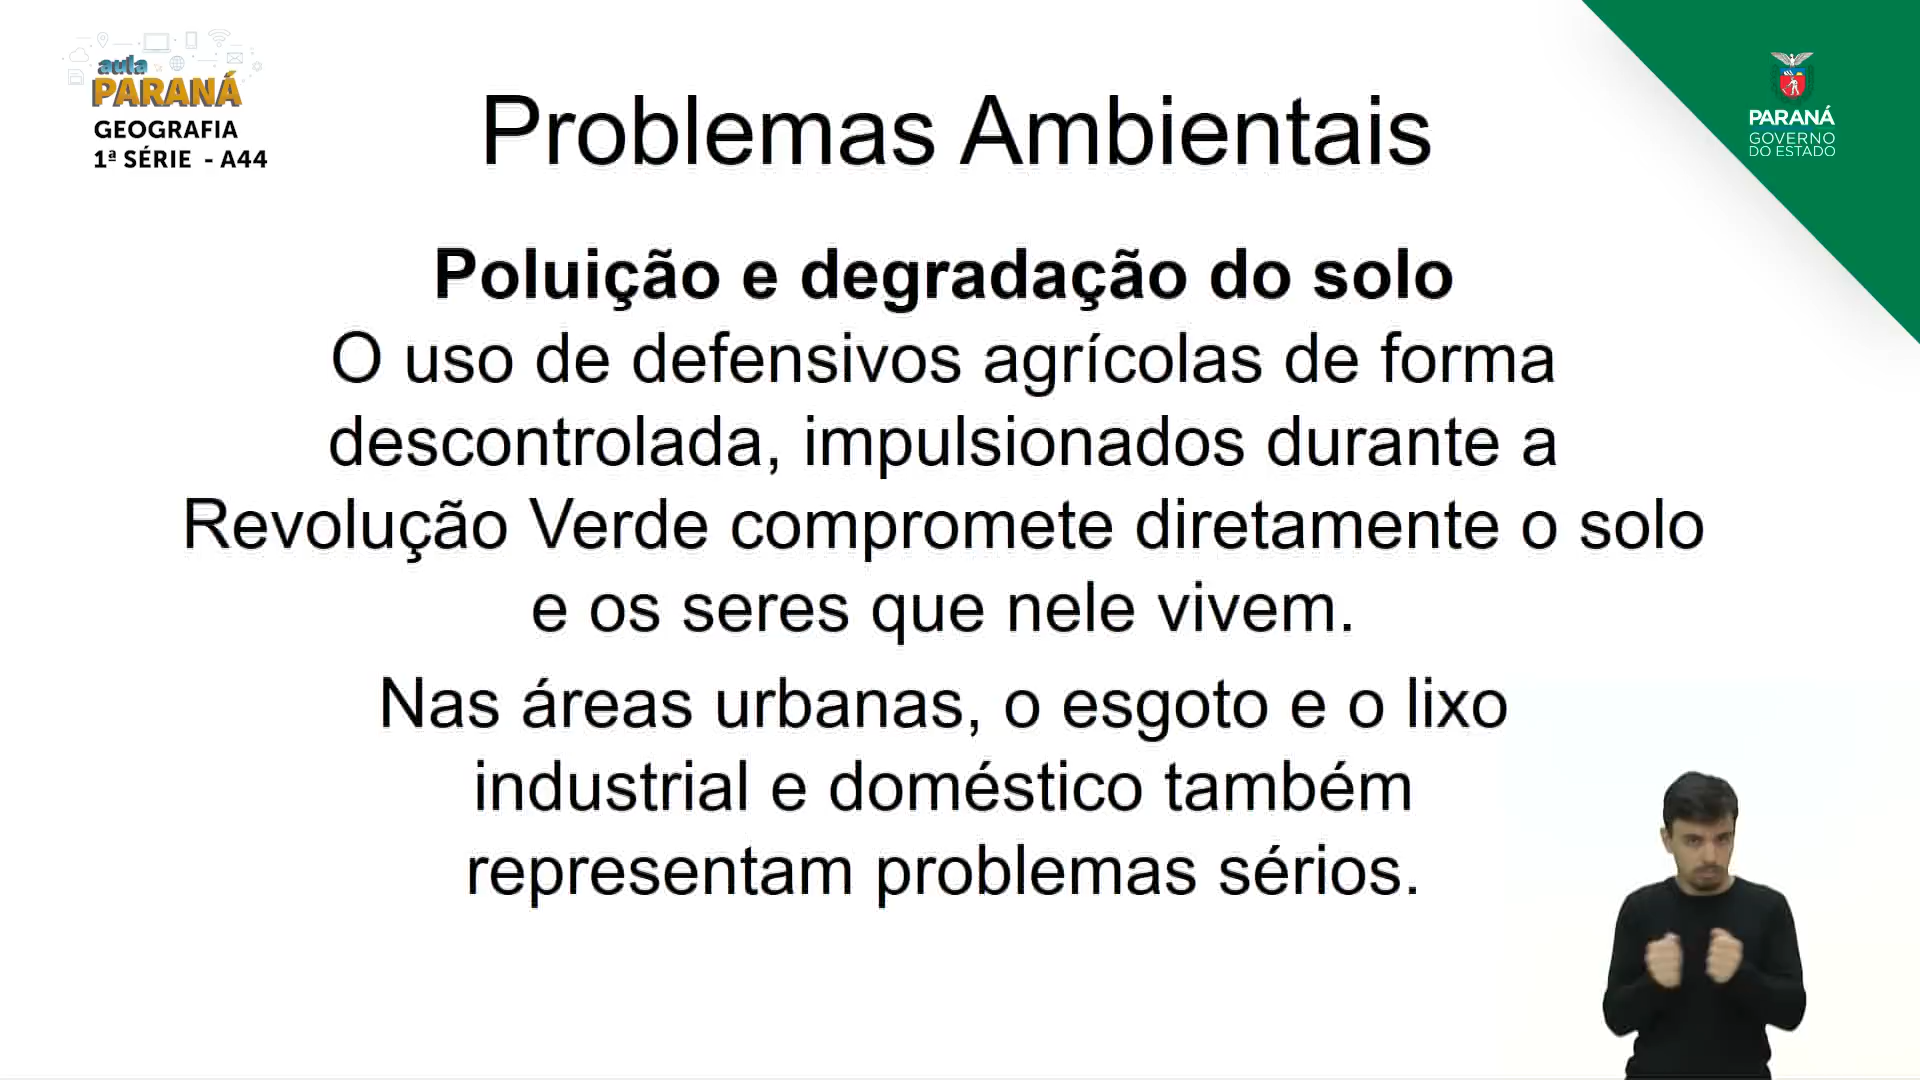 aula
PARANÁ
GEOGRAFIA
1ª SÉRIE - A44
Problemas Ambientais
PARANÁ
GOVERNO
DO ESTADO
Poluição e degradação do solo
O uso de defensivos agrícolas de forma
descontrolada, impulsionados durante a
Revolução Verde compromete diretamente o solo
e os seres que nele vivem.
Nas áreas urbanas, o esgoto e o lixo
industrial e doméstico também
representam problemas sérios.